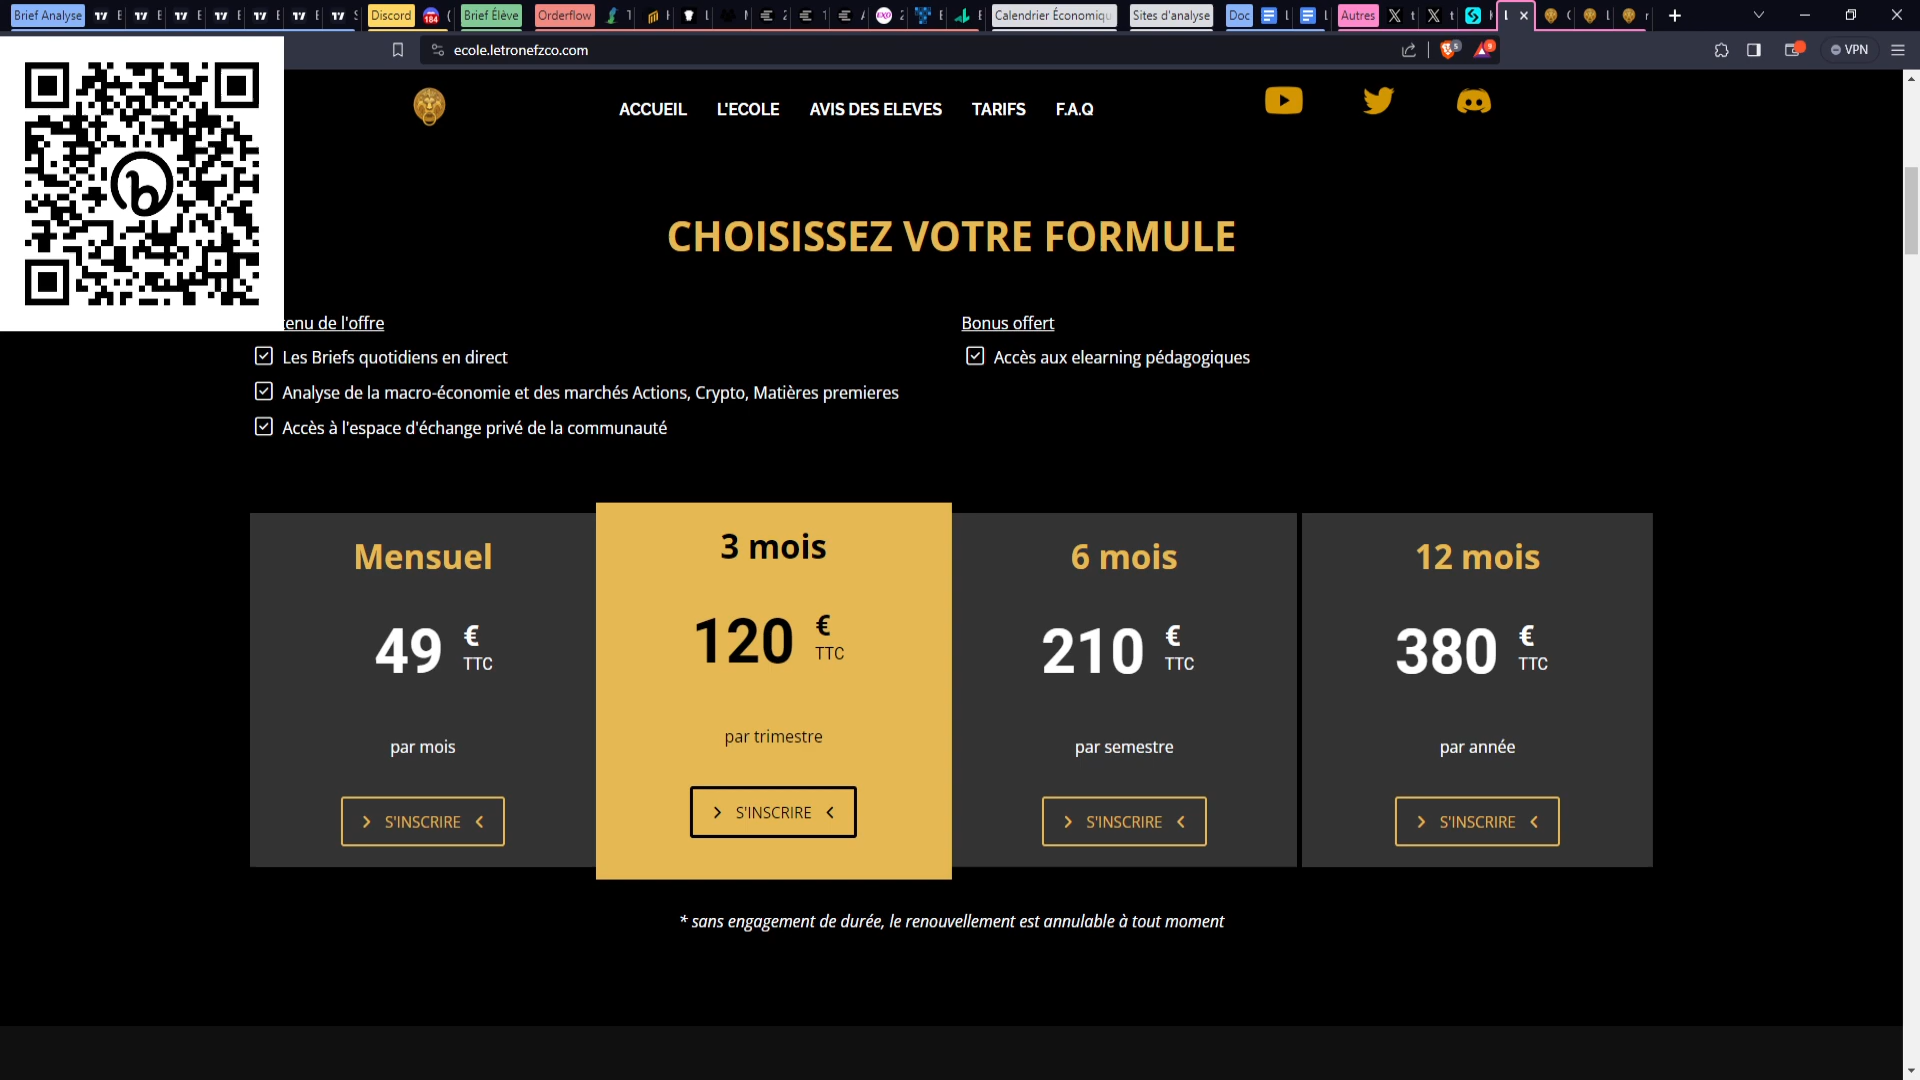 Brief Analyse
Discord
184
Brief Élève
Orderflow
Calendrier Économiqu
Sites d'analyse
Doc
Autres
ecole.letronefzco.com
5
9
VPN
ACCUEIL
L'ECOLE
AVIS DES ELEVES
TARIFS
F.A.Q
CHOISISSEZ VOTRE FORMULE
tenu de l'offre
Les Briefs quotidiens en direct
Analyse de la macro-économie et des marchés Actions, Crypto, Matières premieres
Accès à l'espace d'échange privé de la communauté
Bonus offert
Accès aux elearning pédagogiques
Mensuel
49 € TTC
par mois
S'INSCRIRE
3 mois
120 € TTC
par trimestre
S'INSCRIRE
6 mois
210 € TTC
par semestre
S'INSCRIRE
12 mois
380 € TTC
par année
S'INSCRIRE
* sans engagement de durée, le renouvellement est annulable à tout moment